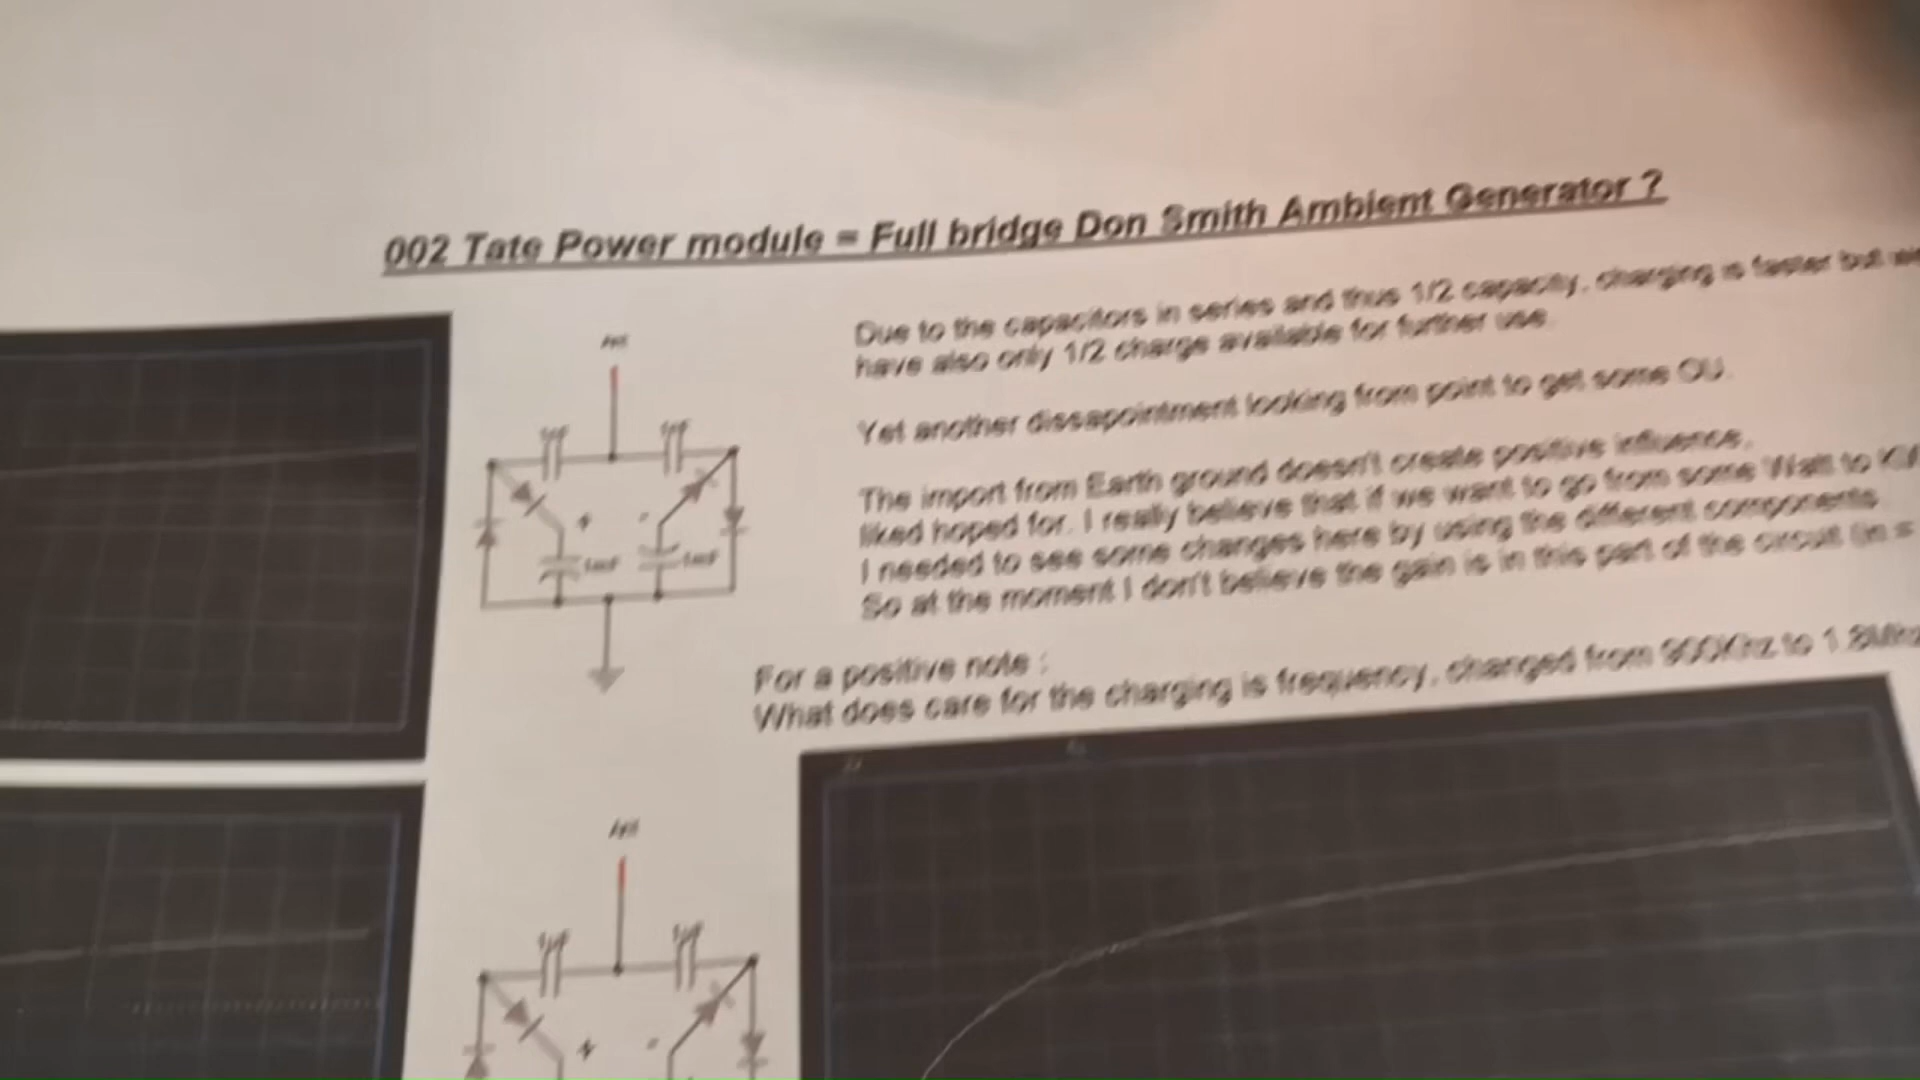 002 Tate Power module = Full bridge Don Smith Ambient Generator ?
Due to the capacitors in series and thus 1/2 capacity, charging is faster but
have also only 1/2 charge available for further use.
Yet another dissapointment looking from point to get some OU.
The import from Earth ground doesn't create positive influence,
liked hoped for. I really believe that if we want to go from some Watt to
I needed to see some changes here by using the different components
So at the moment I don't believe the gain is in this part of the circuit (in =
For a positive note :
What does care for the charging is frequency, changed from to
Ant
+ -
1mF 1mF
Ant
+ -